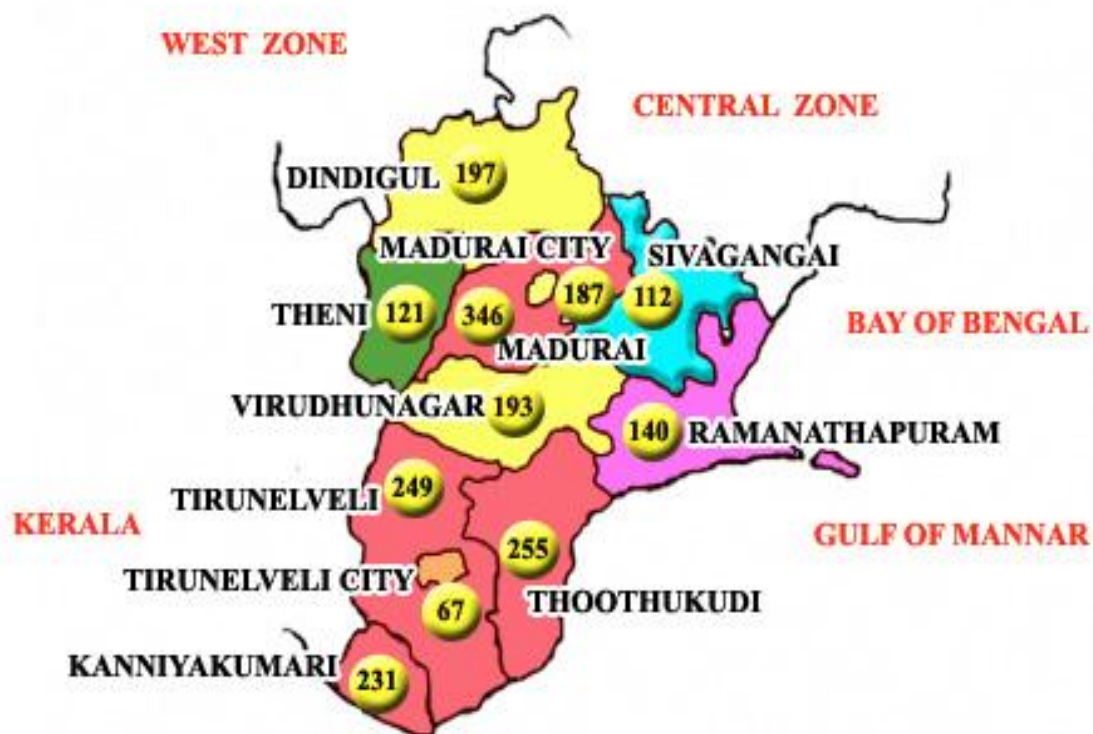 WEST ZONE
CENTRAL ZONE
DINDIGUL 197
MADURAI CITY
SIVAGANGAI
187
112
THENI 121
346
BAY OF BENGAL
MADURAI
VIRUDHUNAGAR 193
140 RAMANATHAPURAM
TIRUNELVELI 249
KERALA
GULF OF MANNAR
255
TIRUNELVELI CITY
THOOTHUKUDI
67
KANNIYAKUMARI 231